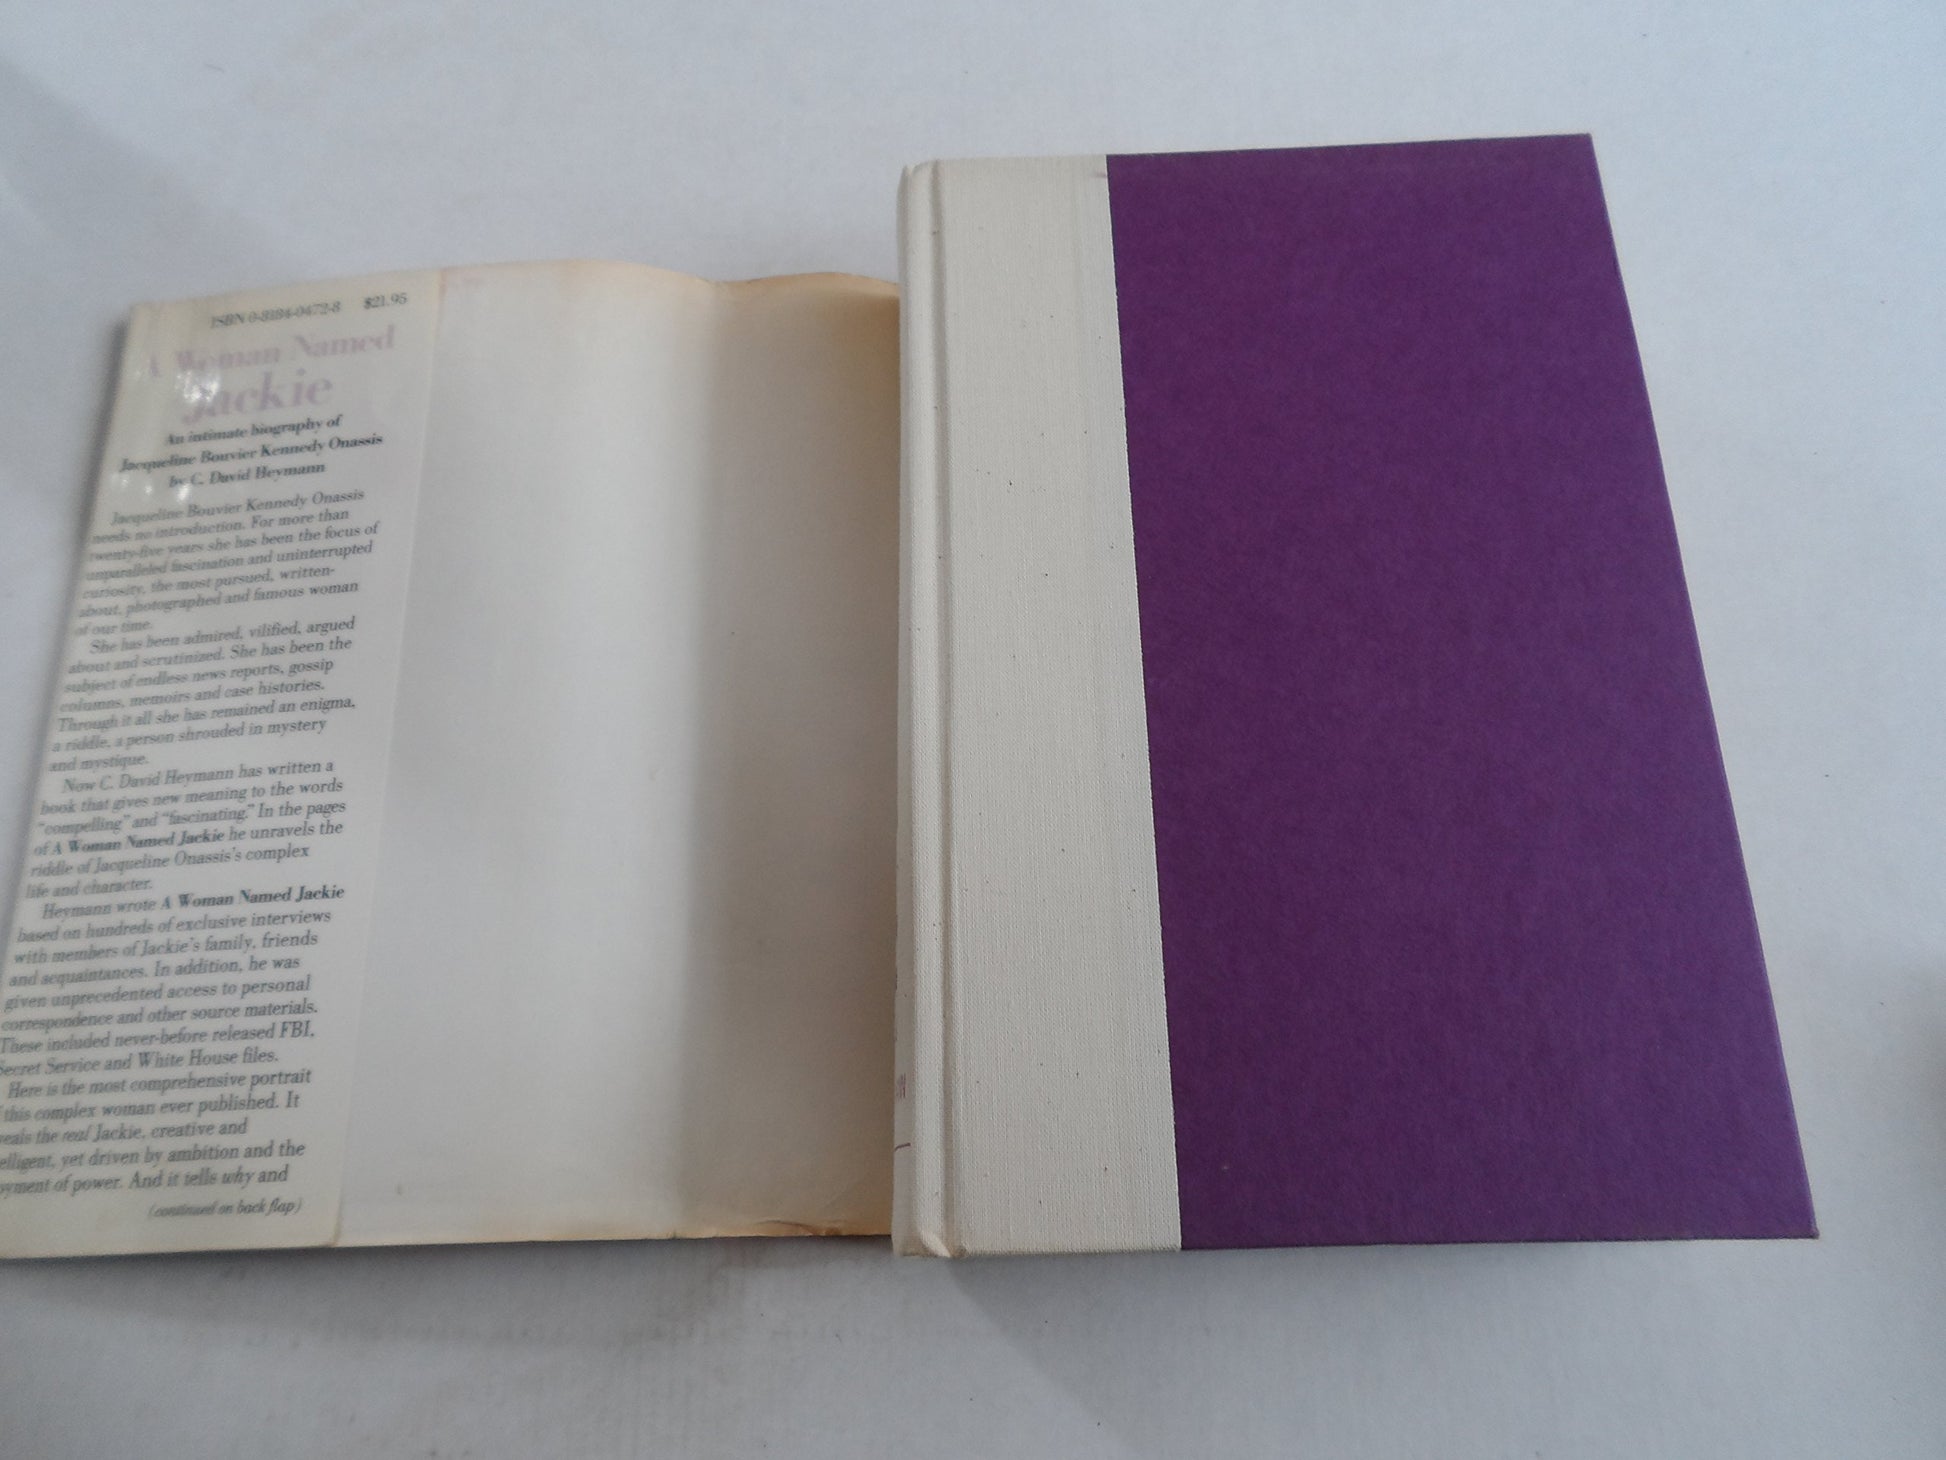 ISBN 0-8184-0472-8 $21.95
A Woman Named
Jackie
An intimate biography of
Jacqueline Bouvier Kennedy Onassis
by C. David Heymann
Jacqueline Bouvier Kennedy Onassis
needs no introduction. For more than
twenty-five years she has been the focus of
unparalleled fascination and uninterrupted
curiosity, the most pursued, written-
about, photographed and famous woman
of our time.
She has been admired, vilified, argued
about and scrutinized. She has been the
subject of endless news reports, gossip
columns, memoirs and case histories.
Through it all she has remained an enigma,
a riddle, a person shrouded in mystery
and mystique.
Now C. David Heymann has written a
book that gives new meaning to the words
"compelling" and "fascinating." In the pages
of A Woman Named Jackie he unravels the
riddle of Jacqueline Onassis's complex
life and character.
Heymann wrote A Woman Named Jackie
based on hundreds of exclusive interviews
with members of Jackie's family, friends
and acquaintances. In addition, he was
given unprecedented access to personal
correspondence and other source materials.
These included never-before released FBI,
Secret Service and White House files.
Here is the most comprehensive portrait
this complex woman ever published. It
eals the real Jackie, creative and
elligent, yet driven by ambition and the
oyment of power. And it tells why and
(continued on back flap)